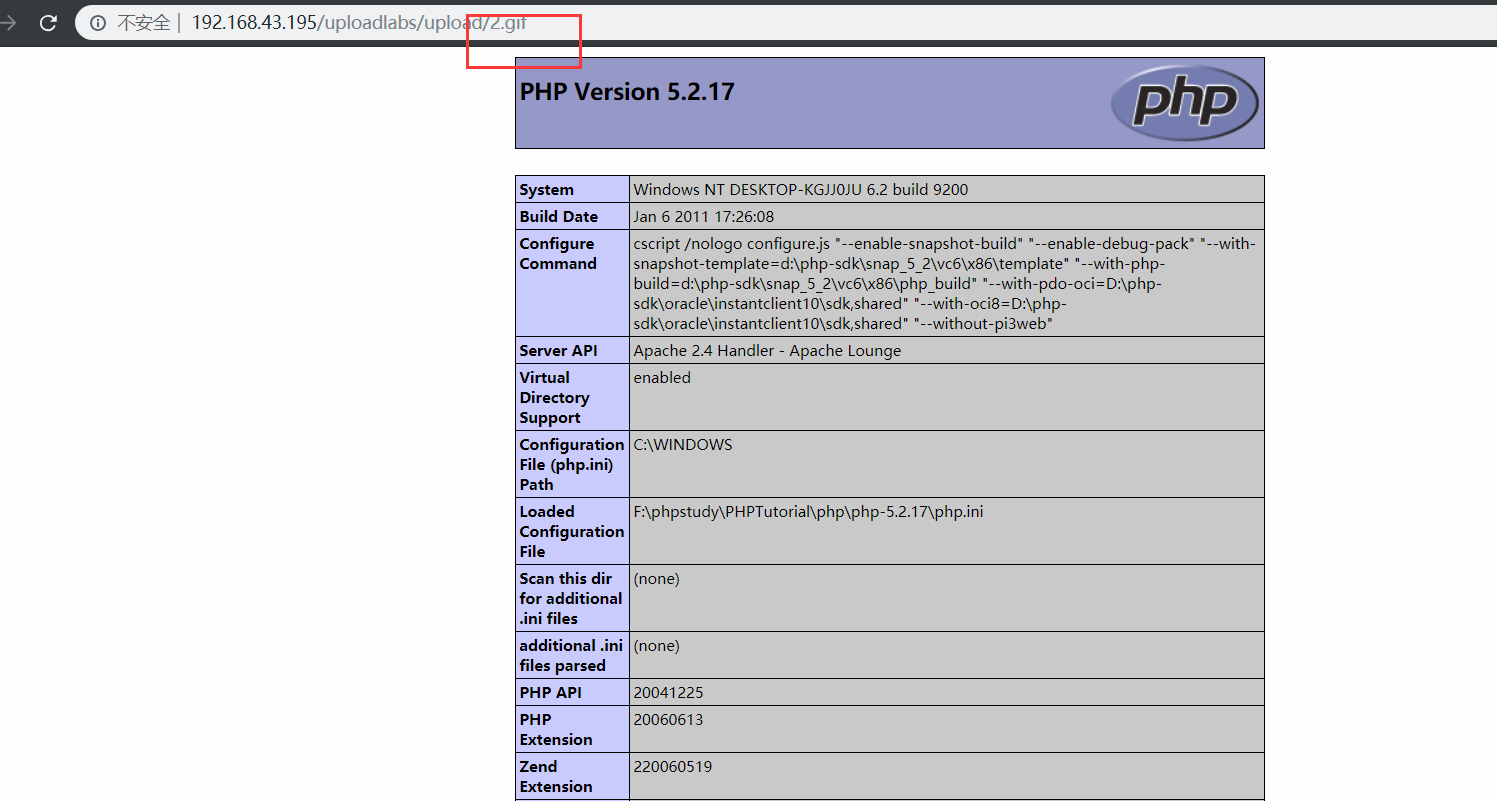 不安全 | 192.168.43.195/uploadlabs/upload/2.gif
PHP Version 5.2.17
php
System Windows NT DESKTOP-KGJJ0JU 6.2 build 9200
Build Date Jan 6 2011 17:26:08
Configure cscript /nologo configure.js "--enable-snapshot-build" "--enable-debug-pack" "--with-
Command snapshot-template=d:\php-sdk\snap_5_2\vc6\x86\template" "--with-php-
build=d:\php-sdk\snap_5_2\vc6\x86\php_build" "--with-pdo-oci=D:\php-
sdk\oracle\instantclient10\sdk,shared" "--with-oci8=D:\php-
sdk\oracle\instantclient10\sdk,shared" "--without-pi3web"
Server API Apache 2.4 Handler - Apache Lounge
Virtual enabled
Directory
Support
Configuration C:\WINDOWS
File (php.ini)
Path
Loaded F:\phpstudy\PHPTutorial\php\php-5.2.17\php.ini
Configuration
File
Scan this dir (none)
for additional
.ini files
additional .ini (none)
files parsed
PHP API 20041225
PHP 20060613
Extension
Zend 220060519
Extension